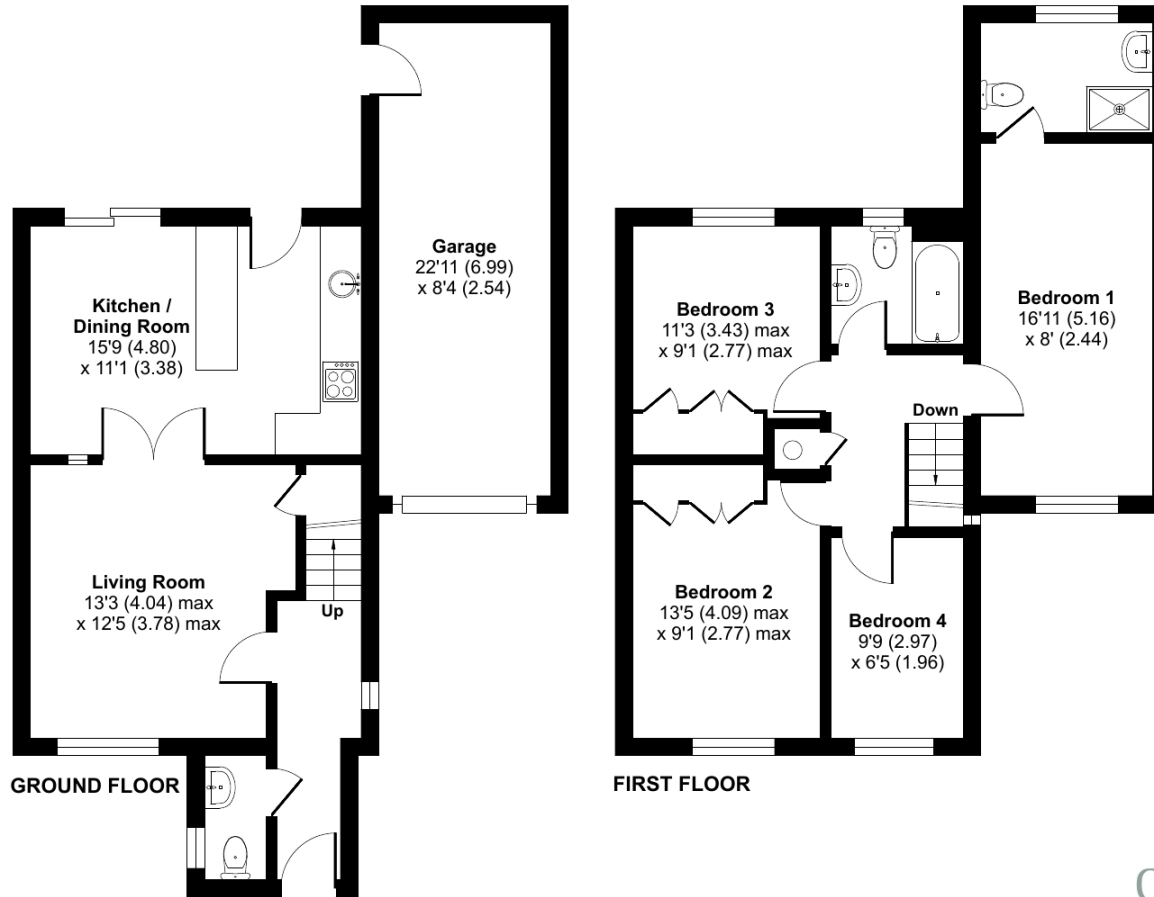 Garage
22'11 (6.99)
x 8'4 (2.54)
Kitchen /
Dining Room
15'9 (4.80)
x 11'1 (3.38)
Living Room
13'3 (4.04) max
x 12'5 (3.78) max
Up
GROUND FLOOR
Bedroom 1
16'11 (5.16)
x 8' (2.44)
Bedroom 3
11'3 (3.43) max
x 9'1 (2.77) max
Down
Bedroom 2
13'5 (4.09) max
x 9'1 (2.77) max
Bedroom 4
9'9 (2.97)
x 6'5 (1.96)
FIRST FLOOR